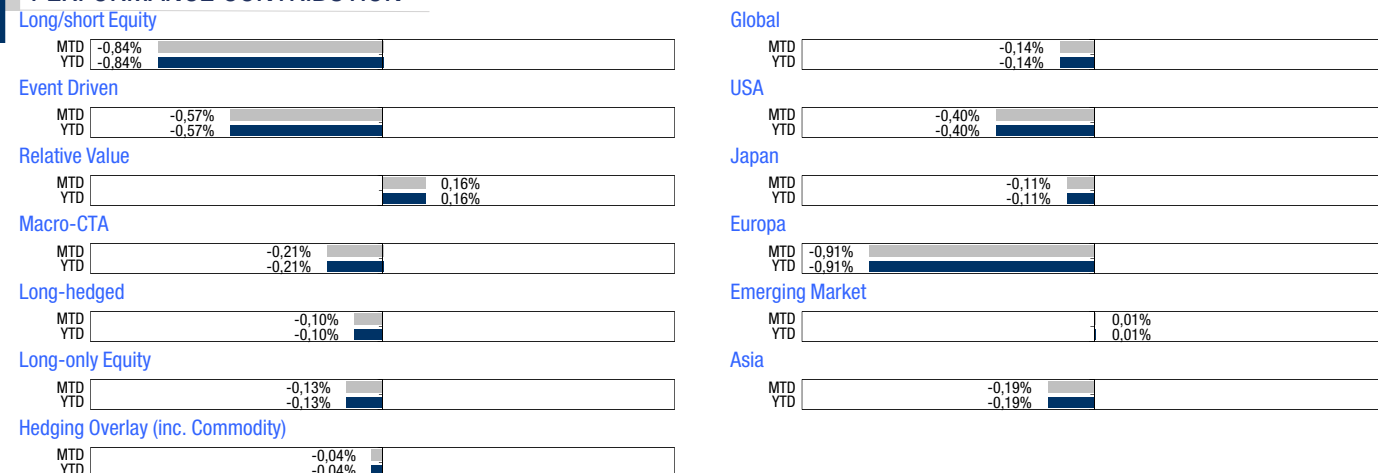 PERFORMANCE CONTRIBUTION
Long/short Equity
MTD -0,84%
YTD -0,84%
Event Driven
MTD -0,57%
YTD -0,57%
Relative Value
MTD 0,16%
YTD 0,16%
Macro-CTA
MTD -0,21%
YTD -0,21%
Long-hedged
MTD -0,10%
YTD -0,10%
Long-only Equity
MTD -0,13%
YTD -0,13%
Hedging Overlay (inc. Commodity)
MTD -0,04%
YTD -0,04%
Global
MTD -0,14%
YTD -0,14%
USA
MTD -0,40%
YTD -0,40%
Japan
MTD -0,11%
YTD -0,11%
Europa
MTD -0,91%
YTD -0,91%
Emerging Market
MTD 0,01%
YTD 0,01%
Asia
MTD -0,19%
YTD -0,19%